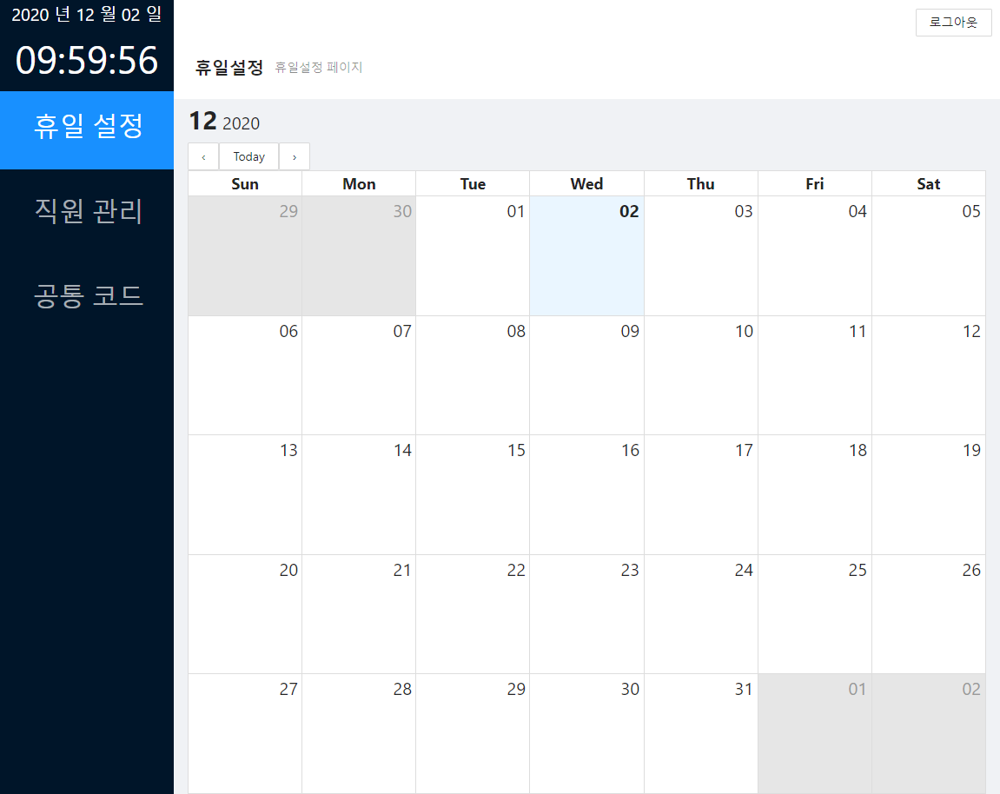 2020 년 12 월 02 일
09:59:56
휴일 설정
직원 관리
공통 코드
로그아웃
휴일설정 휴일설정 페이지
12 2020
‹ Today ›
Sun Mon Tue Wed Thu Fri Sat
29 30 01 02 03 04 05
06 07 08 09 10 11 12
13 14 15 16 17 18 19
20 21 22 23 24 25 26
27 28 29 30 31 01 02